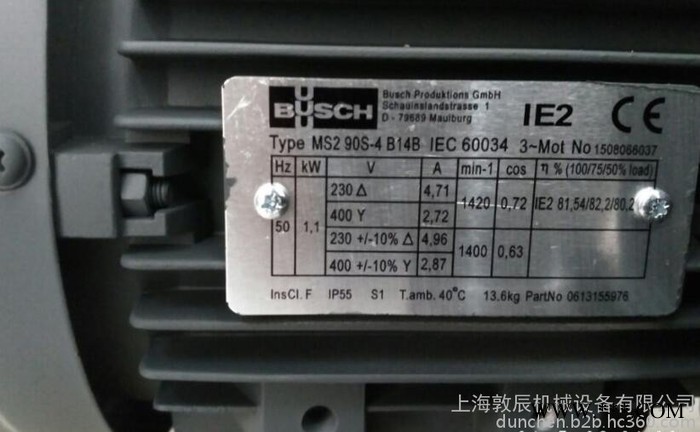 BUSCH
Busch Produktions GmbH
Schauinslandstrasse 1
D - 79689 Maulburg
IE2 CE
Type MS2 90S-4 B14B IEC 60034 3~Mot No 1508066037
Hz kW V A min-1 cos η % (100/75/50% load)
50 1,1 230 Δ 4,71 1420 0,72 IE2 81,54/82,2/80,2
400 Y 2,72
230 +/-10% Δ 4,96 1400 0,63
400 +/-10% Y 2,87
InsCl. F IP55 S1 T.amb. 40°C 13.6kg PartNo 0613155976
上海敦辰机械设备有限公司
dunchen.b2b.hc360.com